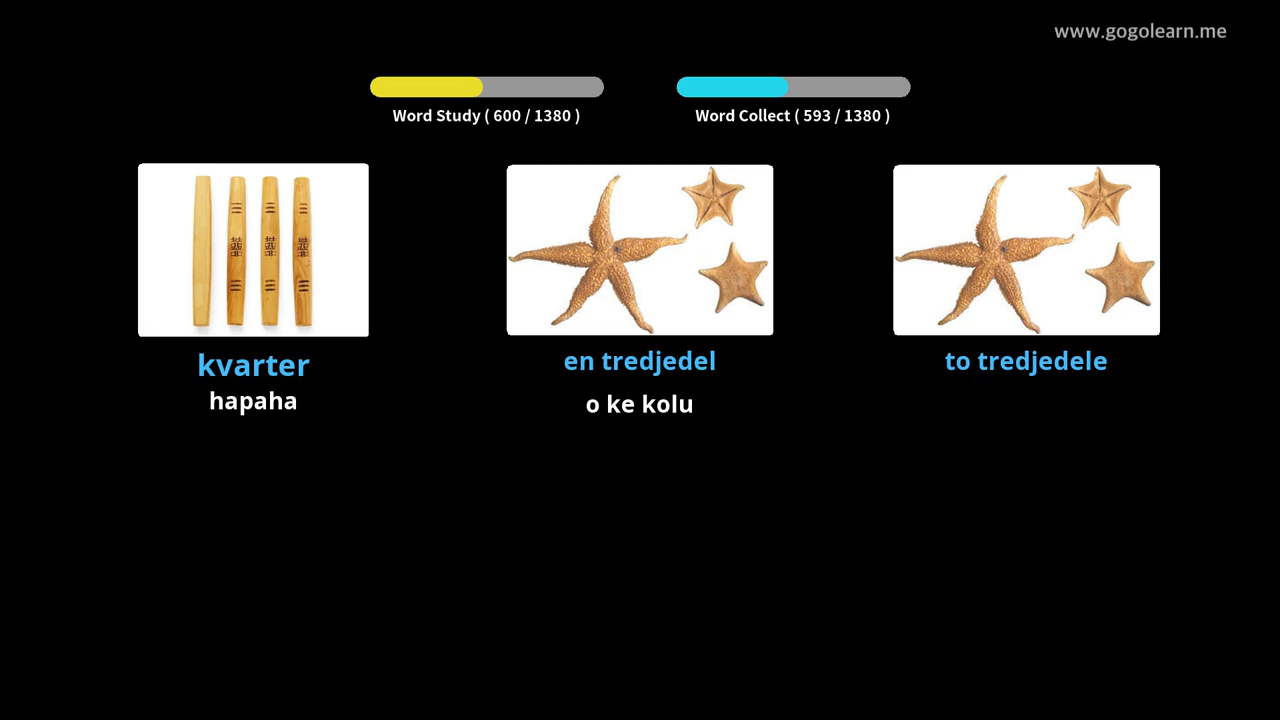 www.gogolearn.me
Word Study ( 600 / 1380 )
Word Collect ( 593 / 1380 )
kvarter
hapaha
en tredjedel
o ke kolu
to tredjedele